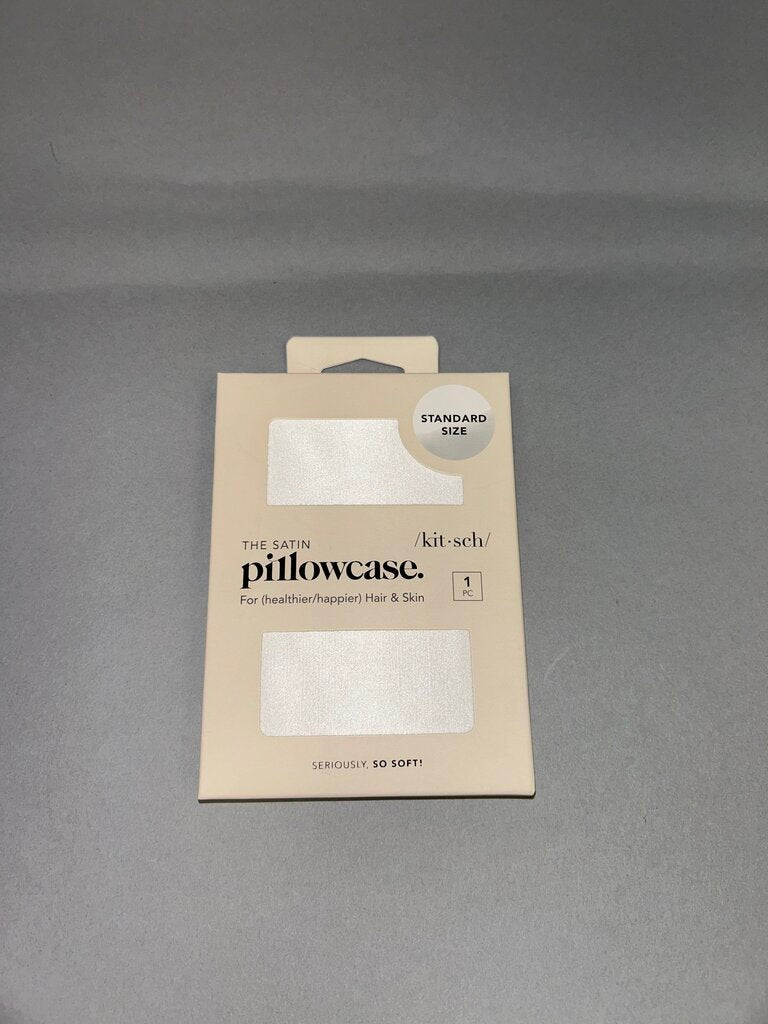 STANDARD
SIZE
THE SATIN
/kit·sch/
pillowcase.
1
PC
For (healthier/happier) Hair & Skin
SERIOUSLY, SO SOFT!